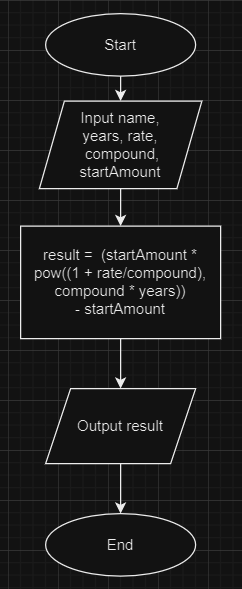 Start
Input name,
years, rate,
compound,
startAmount
result =  (startAmount *
pow((1 + rate/compound),
compound * years))
- startAmount
Output result
End